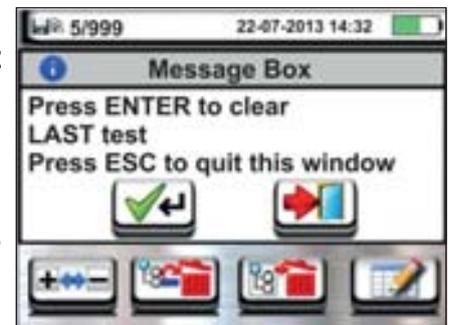 5/999 22-07-2013 14:32
Message Box
Press ENTER to clear
LAST test
Press ESC to quit this window